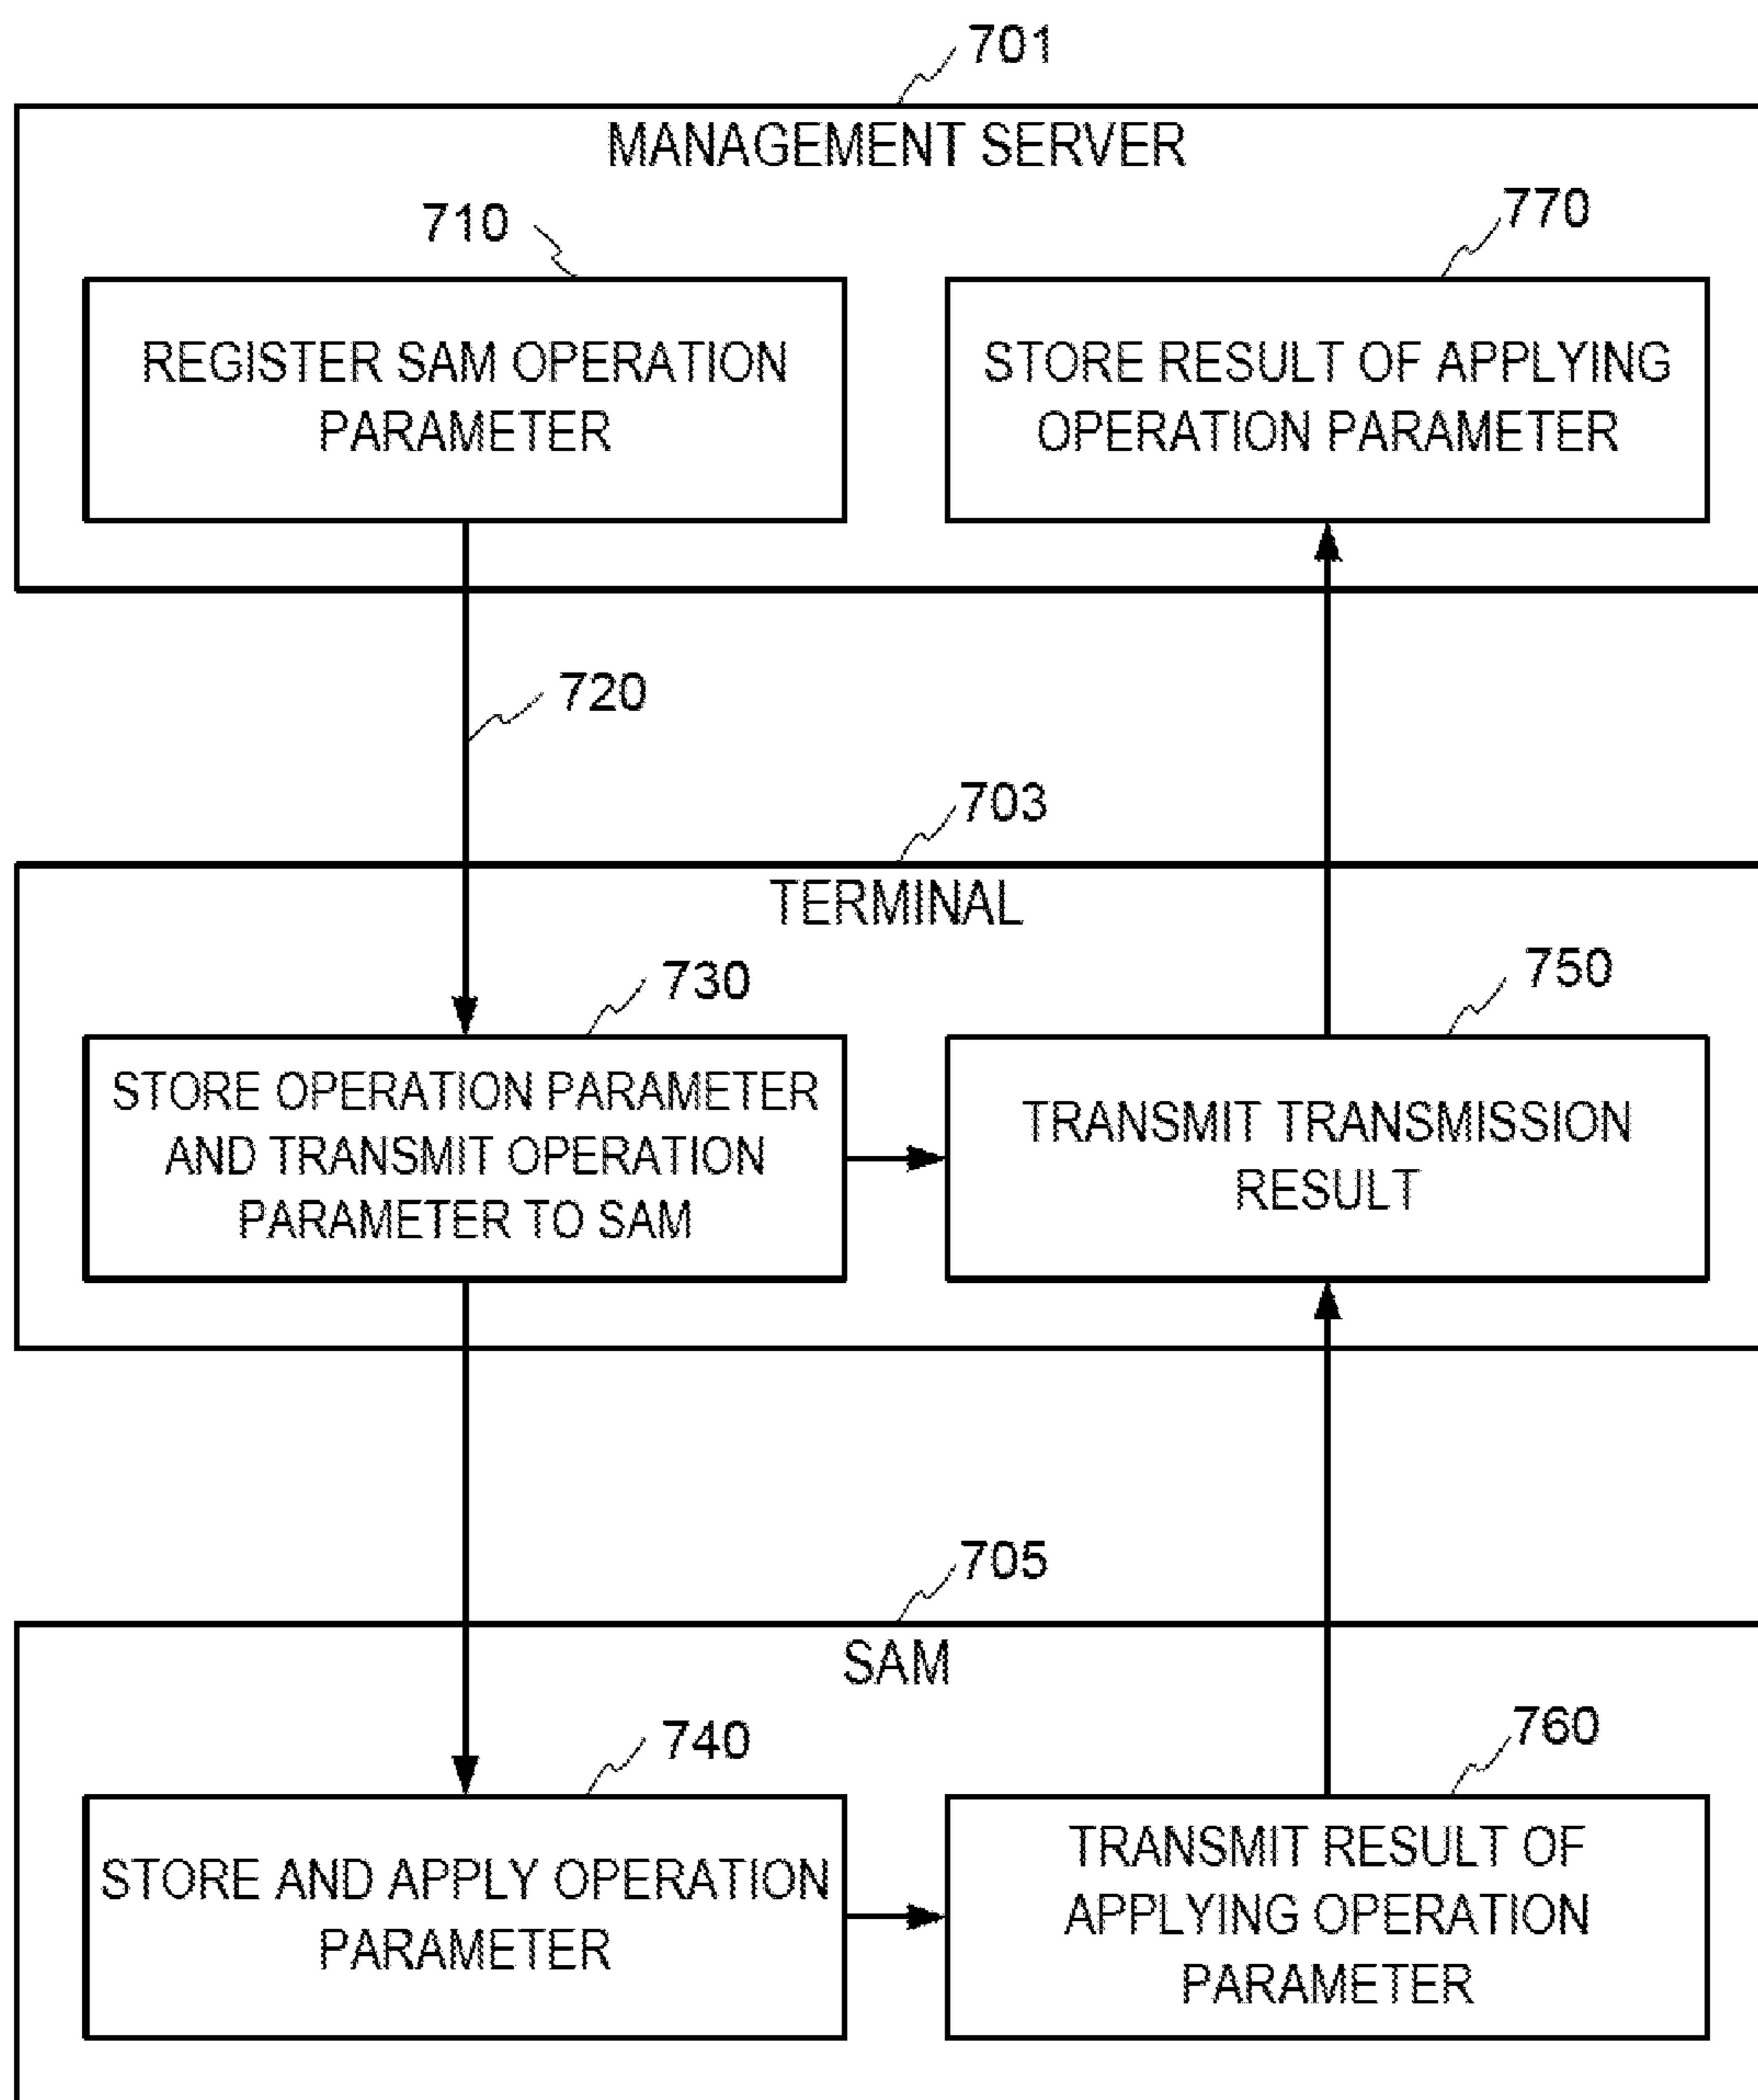 701
MANAGEMENT SERVER
710
770
REGISTER SAM OPERATION
PARAMETER
STORE RESULT OF APPLYING
OPERATION PARAMETER
720
703
TERMINAL
730
750
STORE OPERATION PARAMETER
AND TRANSMIT OPERATION
PARAMETER TO SAM
TRANSMIT TRANSMISSION
RESULT
705
SAM
740
760
STORE AND APPLY OPERATION
PARAMETER
TRANSMIT RESULT OF
APPLYING OPERATION
PARAMETER